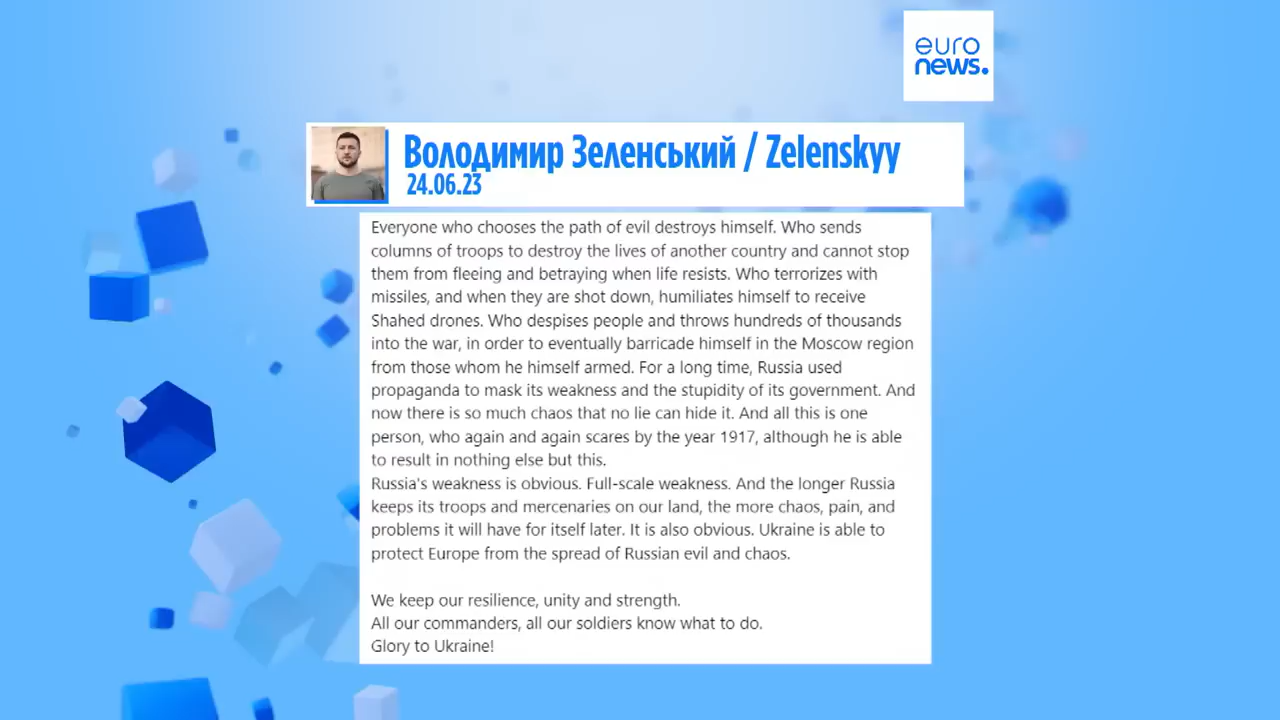 euro
news.
Володимир Зеленський / Zelenskyy
24.06.23
Everyone who chooses the path of evil destroys himself. Who sends
columns of troops to destroy the lives of another country and cannot stop
them from fleeing and betraying when life resists. Who terrorizes with
missiles, and when they are shot down, humiliates himself to receive
Shahed drones. Who despises people and throws hundreds of thousands
into the war, in order to eventually barricade himself in the Moscow region
from those whom he himself armed. For a long time, Russia used
propaganda to mask its weakness and the stupidity of its government. And
now there is so much chaos that no lie can hide it. And all this is one
person, who again and again scares by the year 1917, although he is able
to result in nothing else but this.
Russia's weakness is obvious. Full-scale weakness. And the longer Russia
keeps its troops and mercenaries on our land, the more chaos, pain, and
problems it will have for itself later. It is also obvious. Ukraine is able to
protect Europe from the spread of Russian evil and chaos.
We keep our resilience, unity and strength.
All our commanders, all our soldiers know what to do.
Glory to Ukraine!